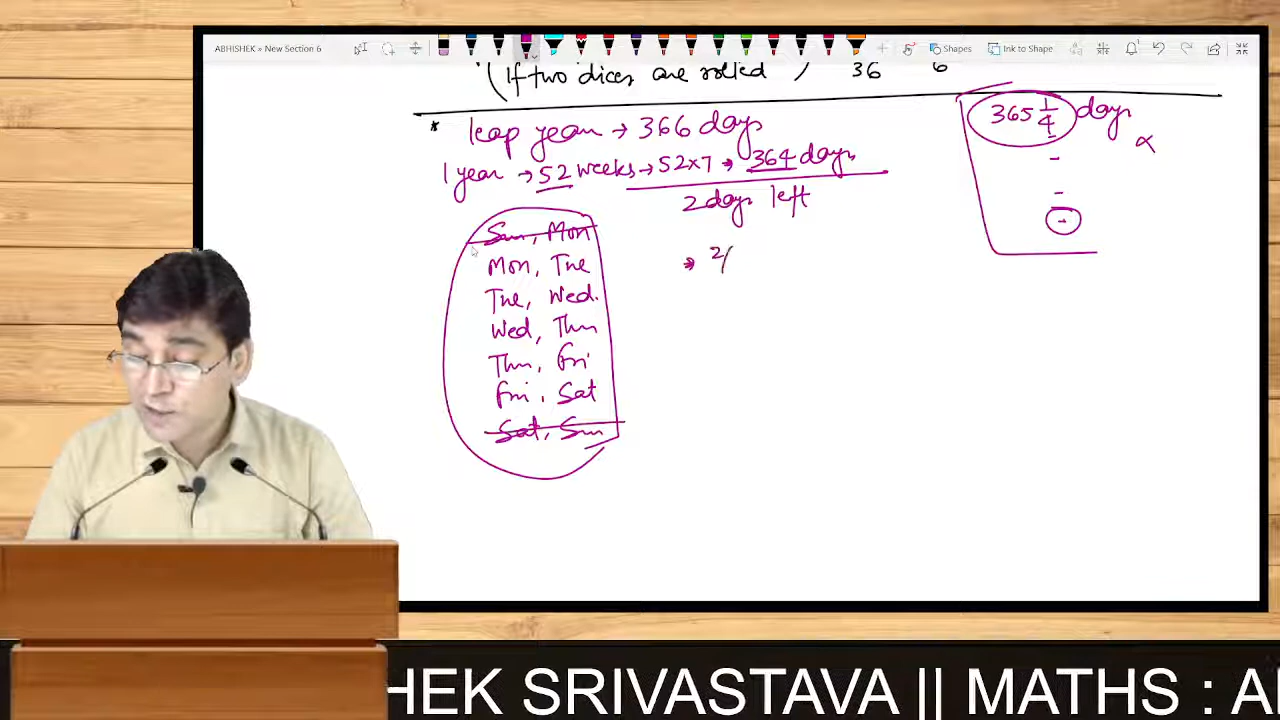 ABHISHEK » New Section 6
Shapes
Ink to Shape
(If two dices are rolled ) 36 6
* leap year → 366 days
1 year → 52 weeks → 52x7 → 364 days
2 days left
Sun, Mon
Mon, Tue
Tue, Wed.
Wed, Thu
Thu, Fri
Fri, Sat
Sat, Sun
→ 2/
365 1/4 days
HEK SRIVASTAVA || MATHS : A